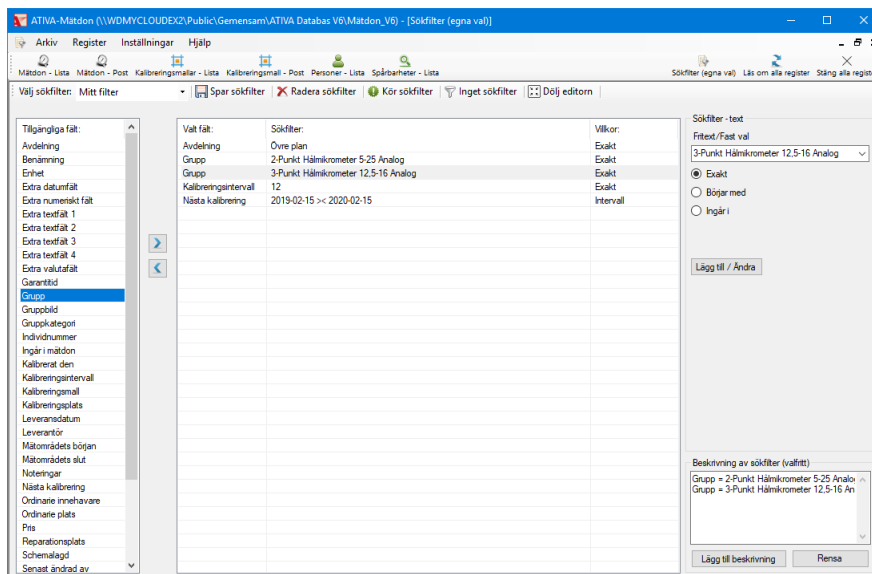 ATIVA-Mätdon (\\WDMYCLOUDEX2\Public\Gemensam\ATIVA Databas V6\Mätdon_V6) - [Sökfilter (egna val)]
Arkiv Register Inställningar Hjälp
Mätdon - Lista Mätdon - Post Kalibreringsmallar - Lista Kalibreringsmall - Post Personer - Lista Spårbarheter - Lista Sökfilter (egna val) Läs om alla register Stäng alla registe
Välj sökfilter: Mitt filter Spar sökfilter Radera sökfilter Kör sökfilter Inget sökfilter Dölj editorn
Tillgängliga fält:
Avdelning
Benämning
Enhet
Extra datumfält
Extra numeriskt fält
Extra textfält 1
Extra textfält 2
Extra textfält 3
Extra textfält 4
Extra valutafält
Garantitid
Grupp
Gruppbild
Gruppkategori
Individnummer
Ingår i mätdon
Kalibrerat den
Kalibreringsintervall
Kalibreringsmall
Kalibreringsplats
Leveransdatum
Leverantör
Mätområdets början
Mätområdets slut
Noteringar
Nästa kalibrering
Ordinarie innehavare
Ordinarie plats
Pris
Reparationsplats
Schemalagd
Senast ändrad av
Valt fält: Sökfilter: Villkor:
Avdelning Övre plan Exakt
Grupp 2-Punkt Hålmikrometer 5-25 Analog Exakt
Grupp 3-Punkt Hålmikrometer 12,5-16 Analog Exakt
Kalibreringsintervall 12 Exakt
Nästa kalibrering 2019-02-15 >< 2020-02-15 Intervall
Sökfilter - text
Fritext/Fast val
3-Punkt Hålmikrometer 12,5-16 Analog
Exakt
Börjar med
Ingår i
Lägg till / Ändra
Beskrivning av sökfilter (valfritt)
Grupp = 2-Punkt Hålmikrometer 5-25 Analog
Grupp = 3-Punkt Hålmikrometer 12,5-16 An
Lägg till beskrivning Rensa